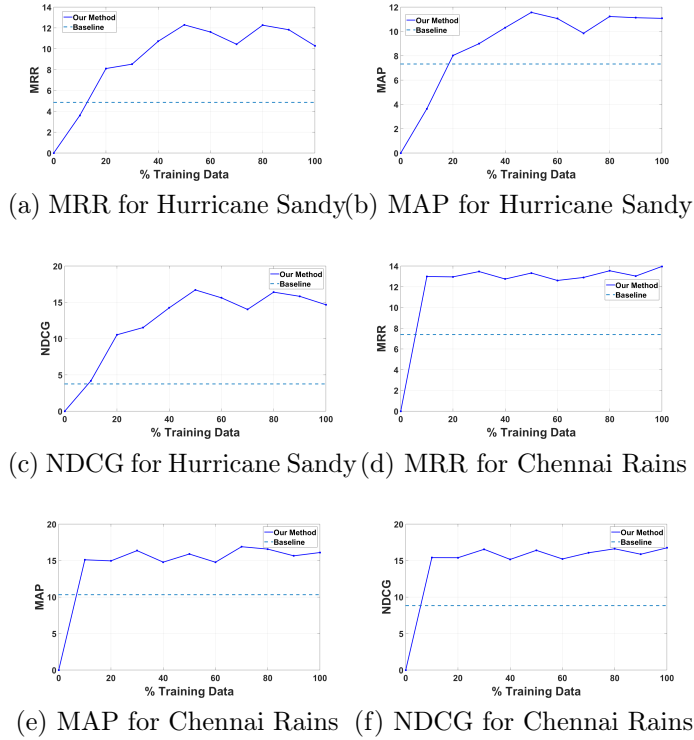 14
12
10
8
6
4
2
0
MRR
Our Method
Baseline
0 20 40 60 80 100
% Training Data
(a) MRR for Hurricane Sandy
12
10
8
6
4
2
0
MAP
Our Method
Baseline
0 20 40 60 80 100
% Training Data
(b) MAP for Hurricane Sandy
20
15
10
5
0
NDCG
Our Method
Baseline
0 20 40 60 80 100
% Training Data
(c) NDCG for Hurricane Sandy
14
12
10
8
6
4
2
0
MRR
Our Method
Baseline
0 20 40 60 80 100
% Training Data
(d) MRR for Chennai Rains
20
15
10
5
0
MAP
Our Method
Baseline
0 20 40 60 80 100
% Training Data
(e) MAP for Chennai Rains
20
15
10
5
0
NDCG
Our Method
Baseline
0 20 40 60 80 100
% Training Data
(f) NDCG for Chennai Rains